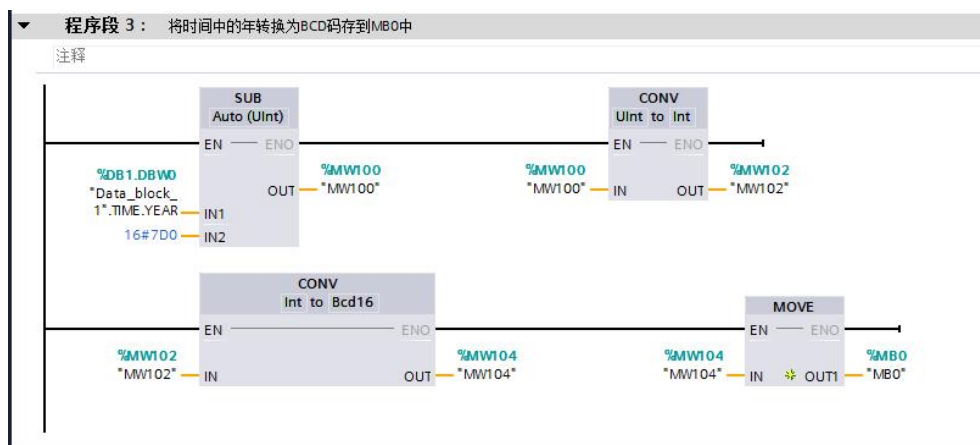 程序段 3： 将时间中的年转换为BCD码存到MB0中
注释
SUB
Auto (UInt)
EN ENO
%DB1.DBW0
"Data_block_
1".TIME.YEAR IN1
16#7D0 IN2
OUT
%MW100
"MW100"
CONV
UInt to Int
EN ENO
%MW100
"MW100" IN
OUT
%MW102
"MW102"
CONV
Int to Bcd16
EN ENO
%MW102
"MW102" IN
OUT
%MW104
"MW104"
MOVE
EN ENO
%MW104
"MW104" IN
OUT1
%MB0
"MB0"